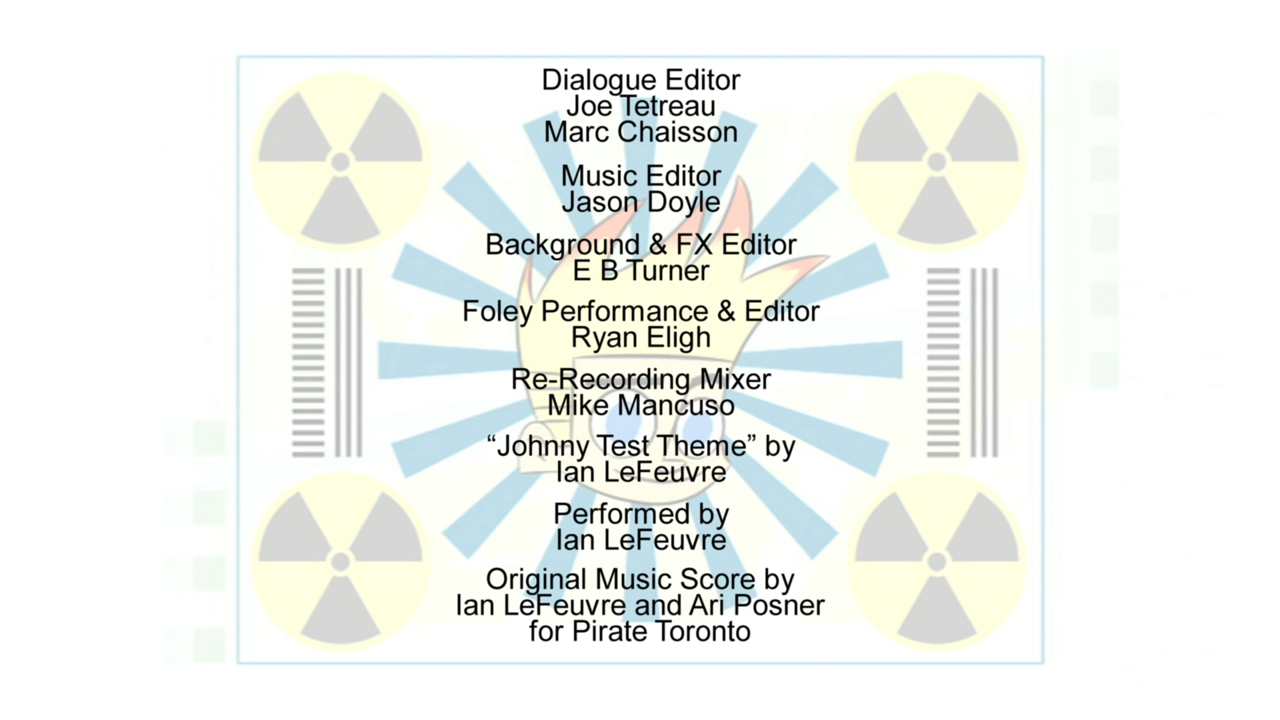 Dialogue Editor
Joe Tetreau
Marc Chaisson
Music Editor
Jason Doyle
Background & FX Editor
E B Turner
Foley Performance & Editor
Ryan Eligh
Re-Recording Mixer
Mike Mancuso
“Johnny Test Theme” by
Ian LeFeuvre
Performed by
Ian LeFeuvre
Original Music Score by
Ian LeFeuvre and Ari Posner
for Pirate Toronto